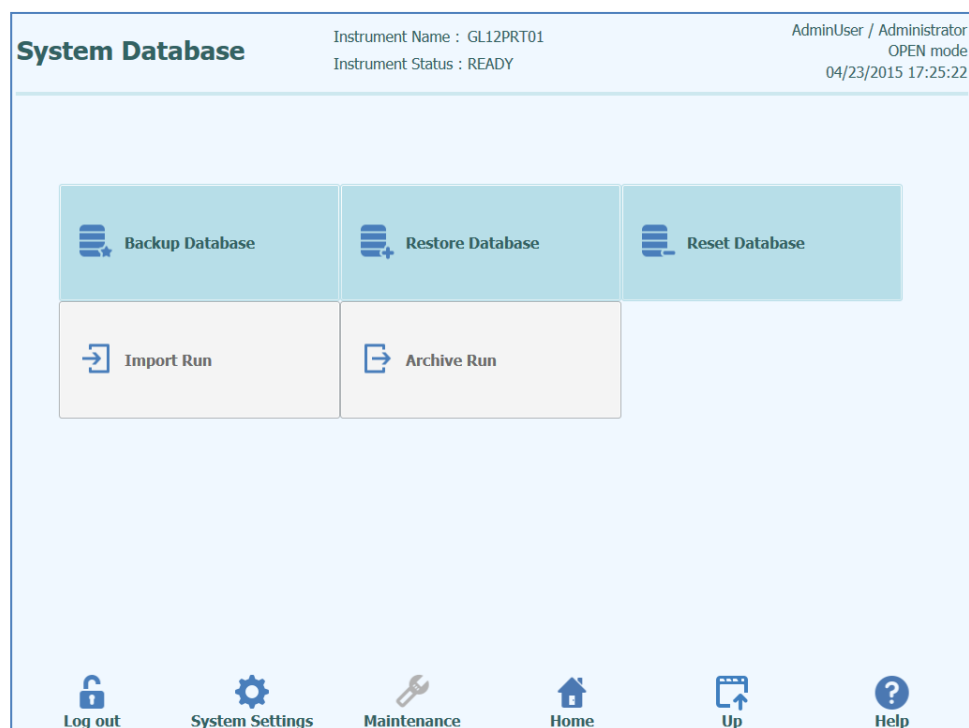 System Database
Instrument Name : GL12PRT01
Instrument Status : READY
AdminUser / Administrator
OPEN mode
04/23/2015 17:25:22
Backup Database
Restore Database
Reset Database
Import Run
Archive Run
Log out
System Settings
Maintenance
Home
Up
Help